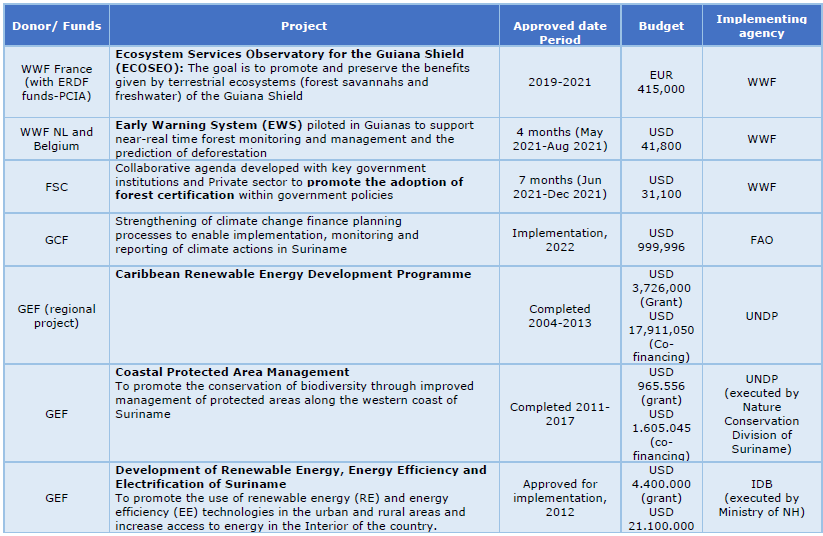 Donor/ Funds
Project
Approved date
Period
Budget
Implementing
agency
WWF France
(with ERDF
funds-PCIA)
Ecosystem Services Observatory for the Guiana Shield
(ECOSEO): The goal is to promote and preserve the benefits
given by terrestrial ecosystems (forest savannahs and
freshwater) of the Guiana Shield
2019-2021
EUR
415,000
WWF
WWF NL and
Belgium
Early Warning System (EWS) piloted in Guianas to support
near-real time forest monitoring and management and the
prediction of deforestation
4 months (May
2021-Aug 2021)
USD
41,800
WWF
FSC
Collaborative agenda developed with key government
institutions and Private sector to promote the adoption of
forest certification within government policies
7 months (Jun
2021-Dec 2021)
USD
31,100
WWF
GCF
Strengthening of climate change finance planning
processes to enable implementation, monitoring and
reporting of climate actions in Suriname
Implementation,
2022
USD
999,996
FAO
GEF (regional
project)
Caribbean Renewable Energy Development Programme
Completed
2004-2013
USD
3,726,000
(Grant)
USD
17,911,050
(Co-
financing)
UNDP
GEF
Coastal Protected Area Management
To promote the conservation of biodiversity through improved
management of protected areas along the western coast of
Suriname
Completed 2011-
2017
USD
965.556
(grant)
USD
1.605.045
(co-
financing)
UNDP
(executed by
Nature
Conservation
Division of
Suriname)
GEF
Development of Renewable Energy, Energy Efficiency and
Electrification of Suriname
To promote the use of renewable energy (RE) and energy
efficiency (EE) technologies in the urban and rural areas and
increase access to energy in the Interior of the country.
Approved for
implementation,
2012
USD
4.400.000
(grant)
USD
21.100.000
IDB
(executed by
Ministry of NH)